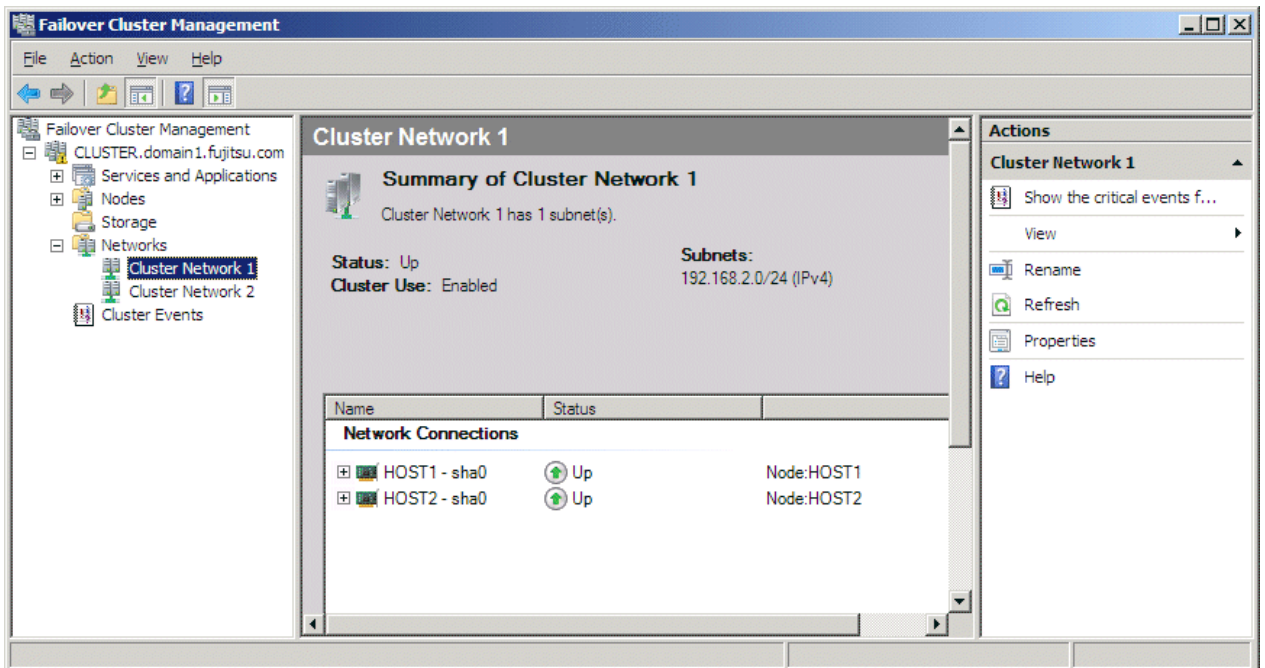 Failover Cluster Management
File Action View Help
Failover Cluster Management
CLUSTER.domain1.fujitsu.com
Services and Applications
Nodes
Storage
Networks
Cluster Network 1
Cluster Network 2
Cluster Events
Cluster Network 1
Summary of Cluster Network 1
Cluster Network 1 has 1 subnet(s).
Status: Up
Cluster Use: Enabled
Subnets:
192.168.2.0/24 (IPv4)
Name Status
Network Connections
HOST1 - sha0 Up Node:HOST1
HOST2 - sha0 Up Node:HOST2
Actions
Cluster Network 1
Show the critical events f...
View
Rename
Refresh
Properties
Help